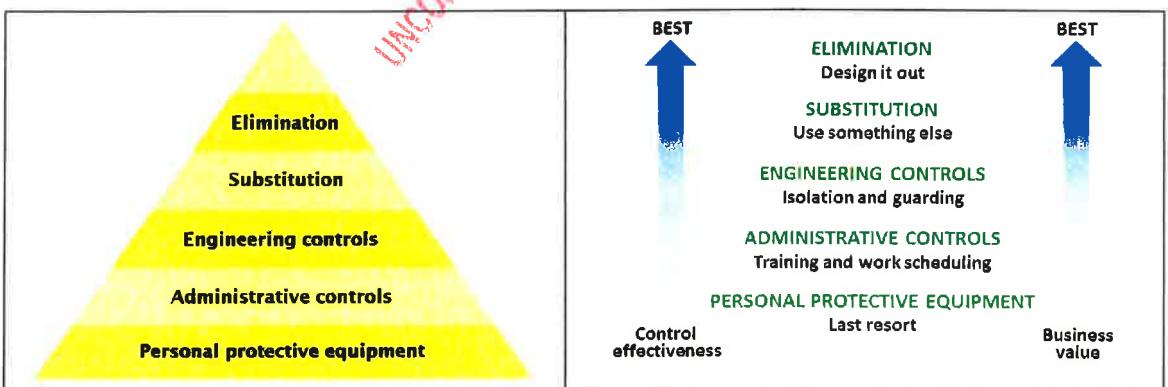 Elimination
Substitution
Engineering controls
Administrative controls
Personal protective equipment
BEST
BEST
ELIMINATION
Design it out
SUBSTITUTION
Use something else
ENGINEERING CONTROLS
Isolation and guarding
ADMINISTRATIVE CONTROLS
Training and work scheduling
PERSONAL PROTECTIVE EQUIPMENT
Last resort
Control
effectiveness
Business
value